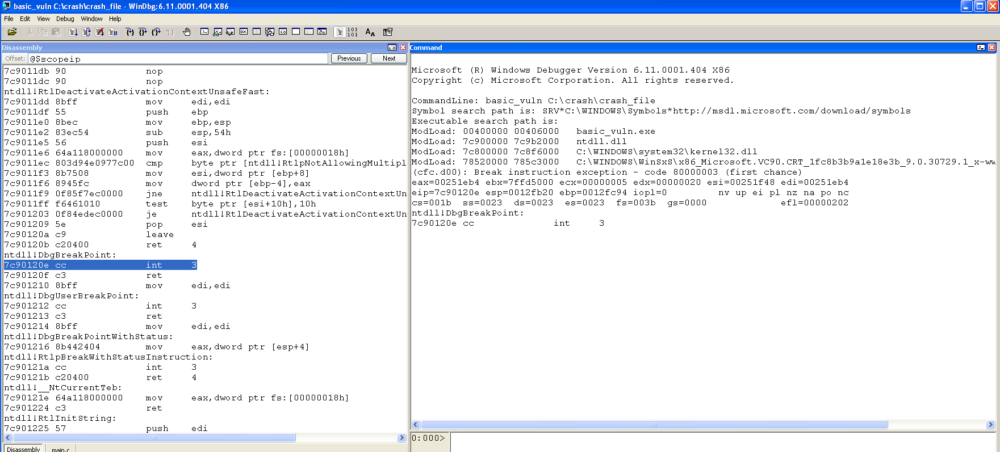 basic_vuln C:\crash\crash_file - WinDbg:6.11.0001.404 X86
File Edit View Debug Window Help
Disassembly
Offset: @$scopeip Previous Next
7c9011db 90 nop
7c9011dc 90 nop
ntdll!RtlDeactivateActivationContextUnsafeFast:
7c9011dd 8bff mov edi,edi
7c9011df 55 push ebp
7c9011e0 8bec mov ebp,esp
7c9011e2 83ec54 sub esp,54h
7c9011e5 56 push esi
7c9011e6 64a118000000 mov eax,dword ptr fs:[00000018h]
7c9011ec 803d94e0977c00 cmp byte ptr [ntdll!RtlpNotAllowingMultipl
7c9011f3 8b7508 mov esi,dword ptr [ebp+8]
7c9011f6 8945fc mov dword ptr [ebp-4],eax
7c9011f9 0f85f7ec0000 jne ntdll!RtlDeactivateActivationContextUn
7c9011ff f6461010 test byte ptr [esi+10h],10h
7c901203 0f84edec0000 je ntdll!RtlDeactivateActivationContextUn
7c901209 5e pop esi
7c90120a c9 leave
7c90120b c20400 ret 4
ntdll!DbgBreakPoint:
7c90120e cc int 3
7c90120f c3 ret
7c901210 8bff mov edi,edi
ntdll!DbgUserBreakPoint:
7c901212 cc int 3
7c901213 c3 ret
7c901214 8bff mov edi,edi
ntdll!DbgBreakPointWithStatus:
7c901216 8b442404 mov eax,dword ptr [esp+4]
ntdll!RtlpBreakWithStatusInstruction:
7c90121a cc int 3
7c90121b c20400 ret 4
ntdll!__NtCurrentTeb:
7c90121e 64a118000000 mov eax,dword ptr fs:[00000018h]
7c901224 c3 ret
ntdll!RtlInitString:
7c901225 57 push edi
Disassembly main.c
Command
Microsoft (R) Windows Debugger Version 6.11.0001.404 X86
Copyright (c) Microsoft Corporation. All rights reserved.
CommandLine: basic_vuln C:\crash\crash_file
Symbol search path is: SRV*C:\WINDOWS\Symbols*http://msdl.microsoft.com/download/symbols
Executable search path is:
ModLoad: 00400000 00406000 basic_vuln.exe
ModLoad: 7c900000 7c9b2000 ntdll.dll
ModLoad: 7c800000 7c8f6000 C:\WINDOWS\system32\kernel32.dll
ModLoad: 78520000 785c3000 C:\WINDOWS\WinSxS\x86_Microsoft.VC90.CRT_1fc8b3b9a1e18e3b_9.0.30729.1_x-ww
(cfc.d00): Break instruction exception - code 80000003 (first chance)
eax=00251eb4 ebx=7ffd5000 ecx=00000005 edx=00000020 esi=00251f48 edi=00251eb4
eip=7c90120e esp=0012fb20 ebp=0012fc94 iopl=0 nv up ei pl nz na po nc
cs=001b ss=0023 ds=0023 es=0023 fs=003b gs=0000 efl=00000202
ntdll!DbgBreakPoint:
7c90120e cc int 3
0:000>